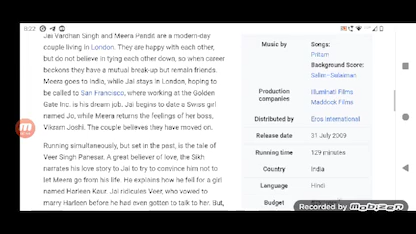 8:22
Jai Vardhan Singh and Meera Pandit are a modern-day
couple living in London. They are happy with each other,
but do not believe in tying each other down, so when career
beckons they have a mutual break-up but remain friends.
Meera goes to India, while Jai stays in London, hoping to
be called to San Francisco, where working at the Golden
Gate Inc. is his dream job. Jai begins to date a Swiss girl
named Jo, while Meera returns the feelings of her boss,
Vikram Joshi. The couple believes they have moved on.
Running simultaneously, but set in the past, is the tale of
Veer Singh Panesar. A great believer of love, the Sikh
narrates his love story to Jai to try to convince him not to
let Meera go from his life. He explains how he fell for a girl
named Harleen Kaur. Jai ridicules Veer, who vowed to
marry Harleen before he had even gotten to talk to her. But,
Music by Songs:
Pritam
Background Score:
Salim–Sulaiman
Production companies Illuminati Films
Maddock Films
Distributed by Eros International
Release date 31 July 2009
Running time 129 minutes
Country India
Language Hindi
Budget
Recorded by Mobizen